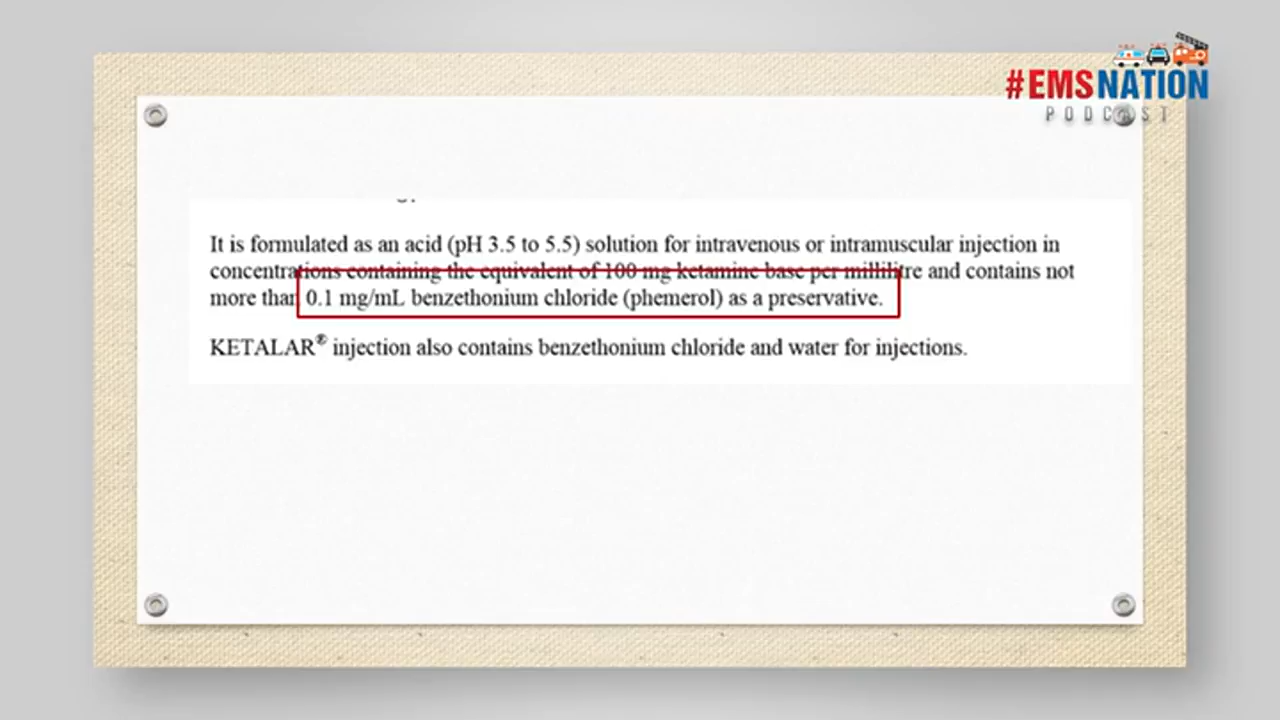 #EMSNATION
PODCAST
It is formulated as an acid (pH 3.5 to 5.5) solution for intravenous or intramuscular injection in
concentrations containing the equivalent of 100 mg ketamine base per millilitre and contains not
more than 0.1 mg/mL benzethonium chloride (phemerol) as a preservative.
KETALAR® injection also contains benzethonium chloride and water for injections.